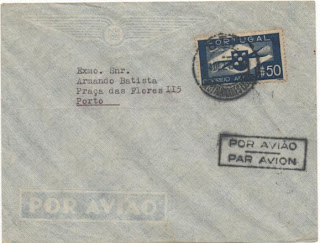 PORTUGAL
CORREIO AÉREO
1$50
Exmo. Snr.
Armando Batista
Praça das Flores 115
Porto
POR AVIÃO
PAR AVION
POR AVIÃO